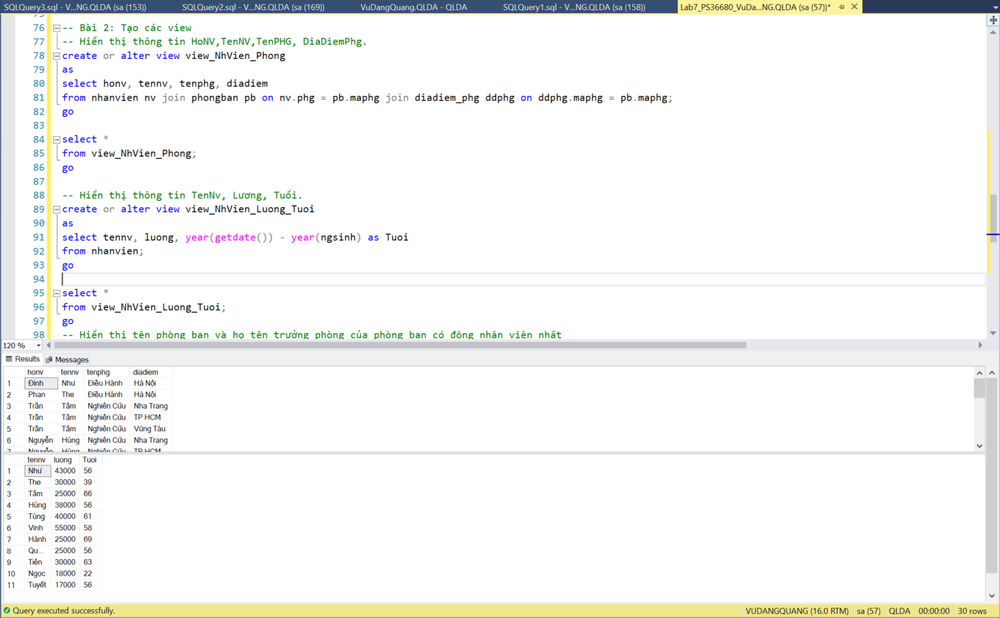 SQLQuery3.sql - V...NG.QLDA (sa (153)) SQLQuery2.sql - V...NG.QLDA (sa (169)) VuDangQuang.QLDA - QLDA SQLQuery1.sql - V...NG.QLDA (sa (158)) Lab7_PS36680_VuDa...NG.QLDA (sa (57))*
75
76 -- Bài 2: Tạo các view
77 -- Hiển thị thông tin HoNV,TenNV,TenPHG, DiaDiemPhg.
78 create or alter view view_NhVien_Phong
79 as
80 select honv, tennv, tenphg, diadiem
81 from nhanvien nv join phongban pb on nv.phg = pb.maphg join diadiem_phg ddphg on ddphg.maphg = pb.maphg;
82 go
83
84 select *
85 from view_NhVien_Phong;
86 go
87
88 -- Hiển thị thông tin TenNv, Lương, Tuổi.
89 create or alter view view_NhVien_Luong_Tuoi
90 as
91 select tennv, luong, year(getdate()) - year(ngsinh) as Tuoi
92 from nhanvien;
93 go
94
95 select *
96 from view_NhVien_Luong_Tuoi;
97 go
98 -- Hiển thị tên phòng ban và họ tên trưởng phòng của phòng ban có đông nhân viên nhất
120 %
Results Messages
honv tennv tenphg diadiem
1 Đinh Như Điều Hành Hà Nội
2 Phan The Điều Hành Hà Nội
3 Trần Tâm Nghiên Cứu Nha Trang
4 Trần Tâm Nghiên Cứu TP HCM
5 Trần Tâm Nghiên Cứu Vũng Tàu
6 Nguyễn Hùng Nghiên Cứu Nha Trang
7 Nguyễn Hùng Nghiên Cứu TP HCM
tennv luong Tuoi
1 Như 43000 56
2 The 30000 39
3 Tâm 25000 66
4 Hùng 38000 56
5 Tùng 40000 61
6 Vinh 55000 58
7 Hành 25000 69
8 Qu... 25000 56
9 Tiên 30000 63
10 Ngọc 18000 22
11 Tuyết 17000 56
Query executed successfully. VUDANGQUANG (16.0 RTM) sa (57) QLDA 00:00:00 30 rows